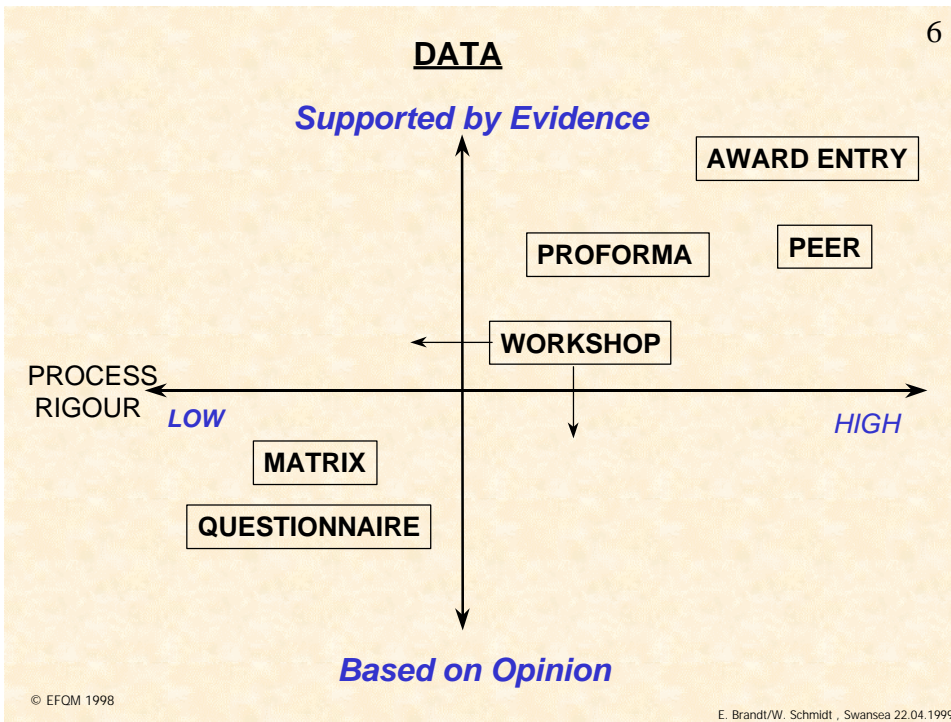 6
DATA
Supported by Evidence
AWARD ENTRY
PROFORMA
PEER
WORKSHOP
PROCESS
RIGOUR
LOW
HIGH
MATRIX
QUESTIONNAIRE
Based on Opinion
© EFQM 1998
E. Brandt/W. Schmidt , Swansea 22.04.1999